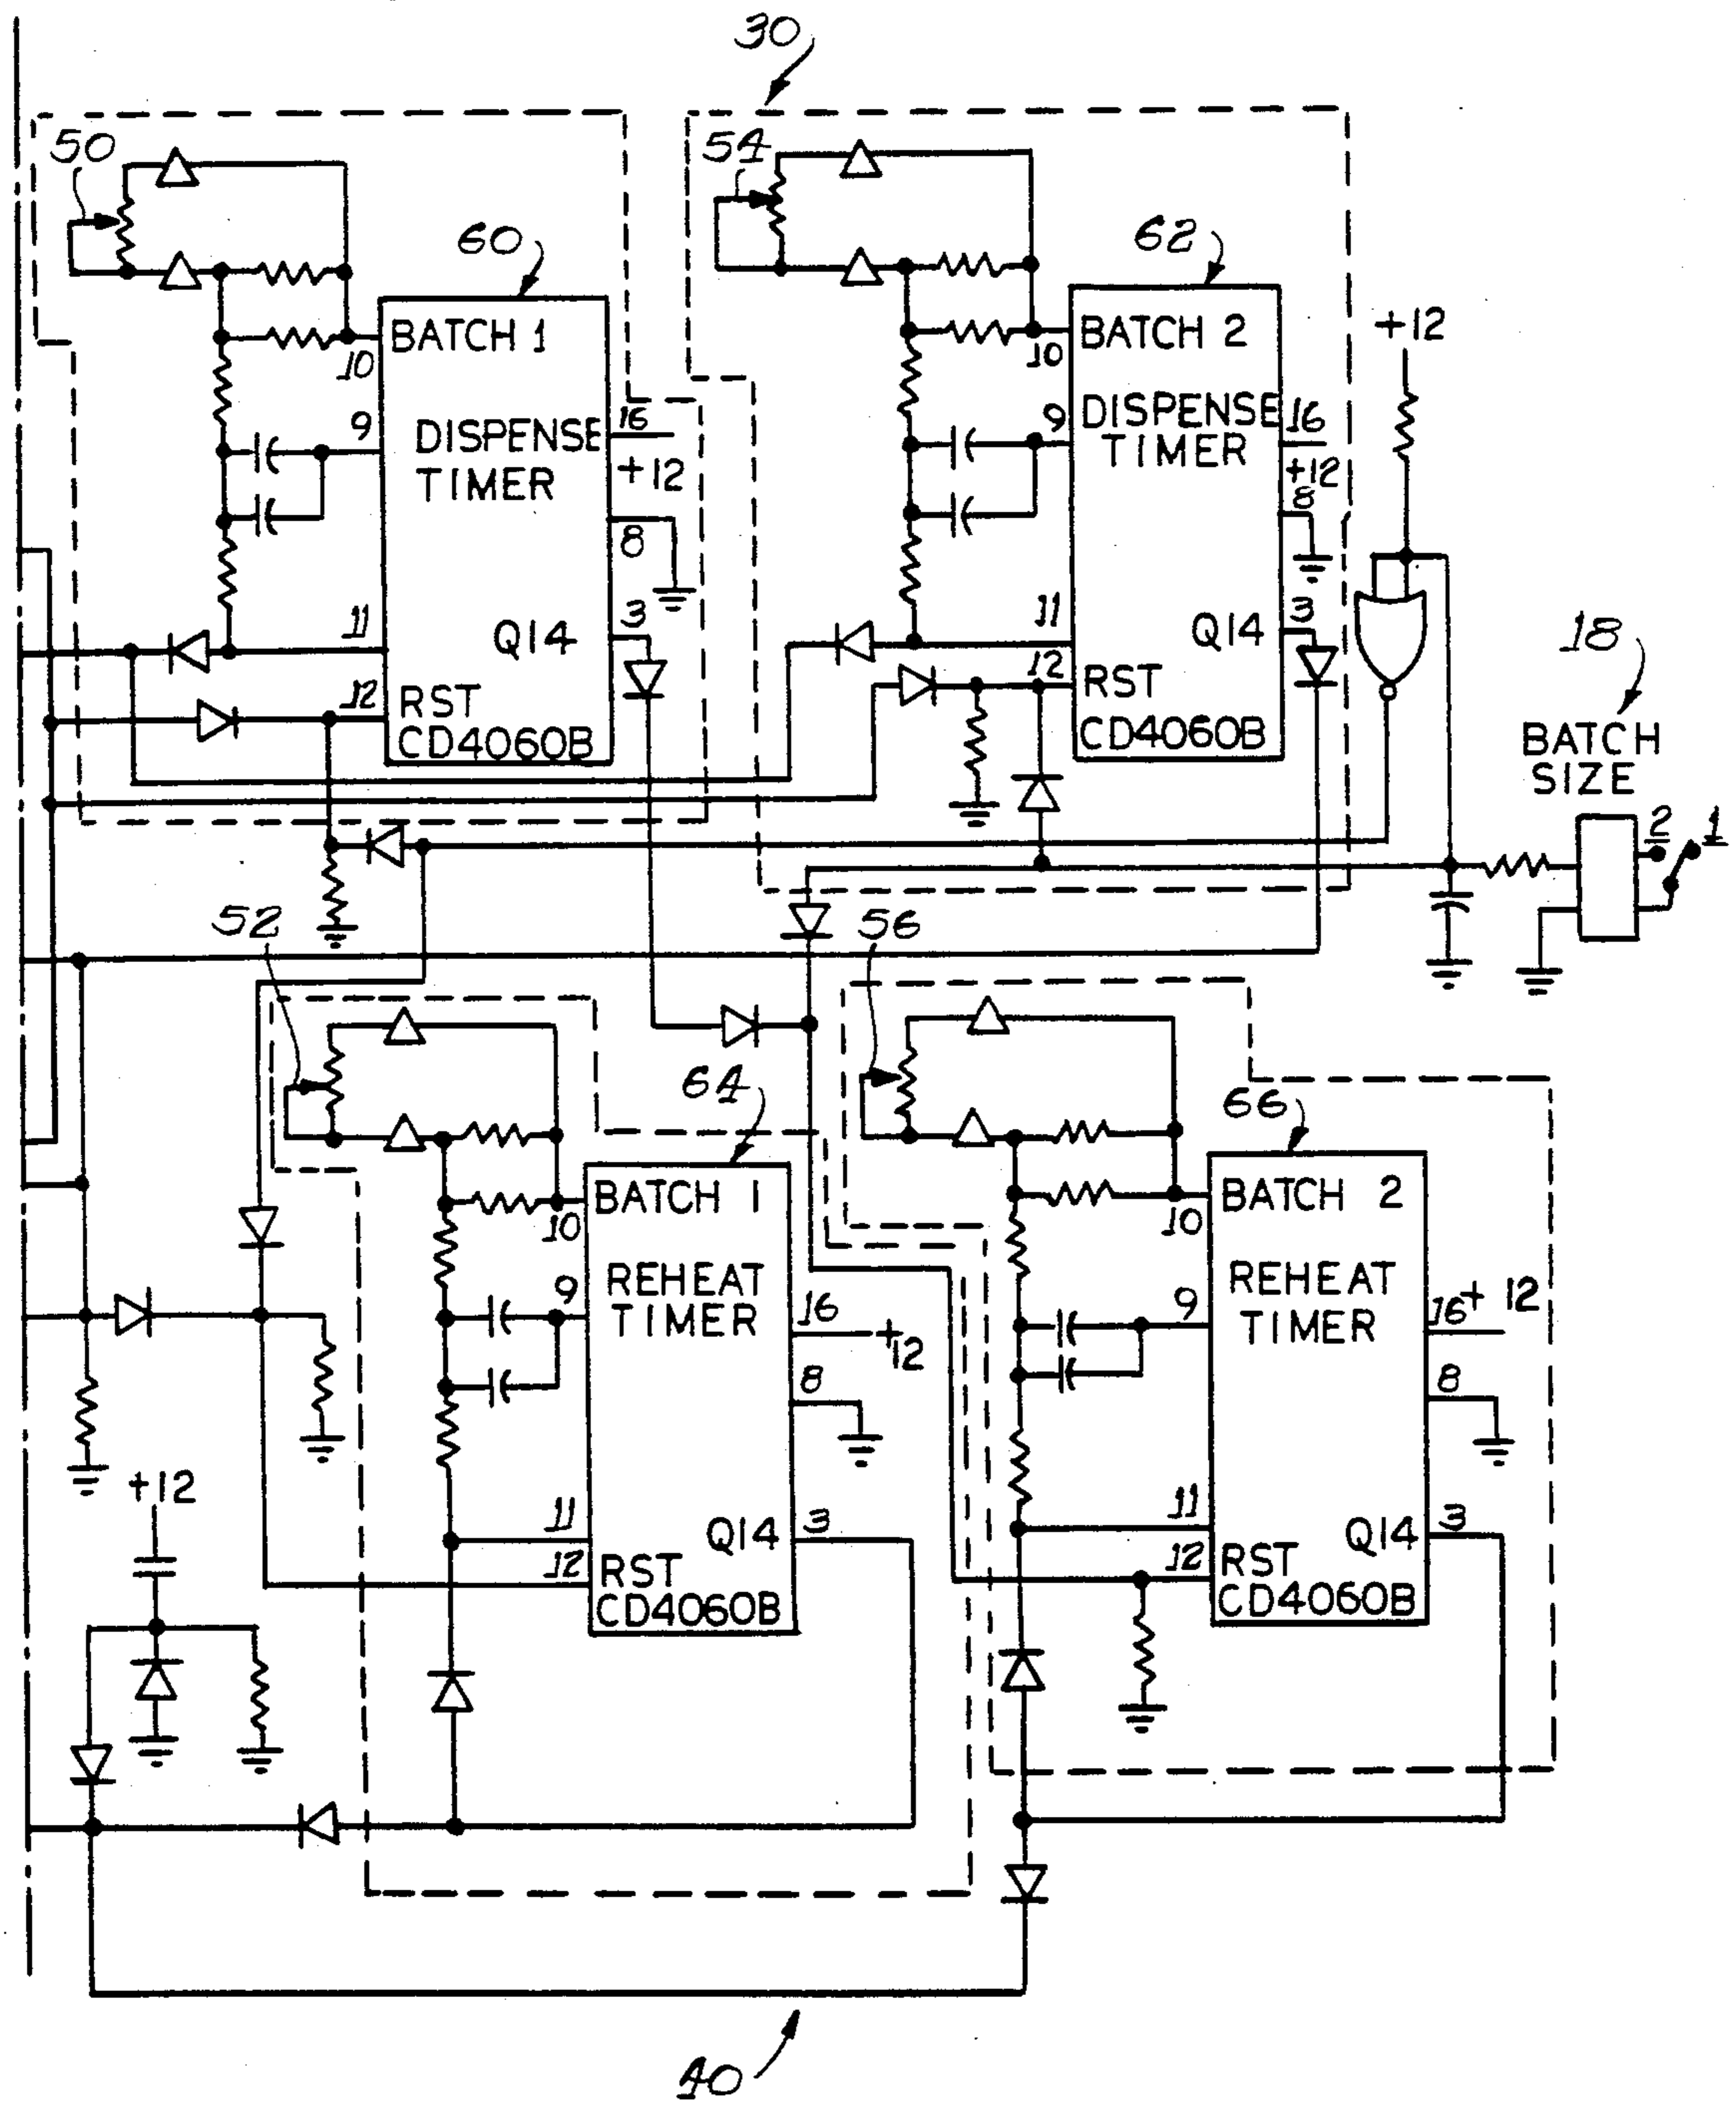 30
50
54
60
62
BATCH 1
10
9
DISPENSE
TIMER
16
+12
8
11
Q14
3
12
RST
CD4060B
BATCH 2
10
9
DISPENSE
TIMER
16
+12
8
11
Q14
3
12
RST
CD4060B
+12
18
BATCH
SIZE
2
1
52
56
64
66
BATCH 1
10
9
REHEAT
TIMER
16
+12
8
11
Q14
3
12
RST
CD4060B
BATCH 2
10
9
REHEAT
TIMER
16
+ 12
8
11
Q14
3
12
RST
CD4060B
+12
40